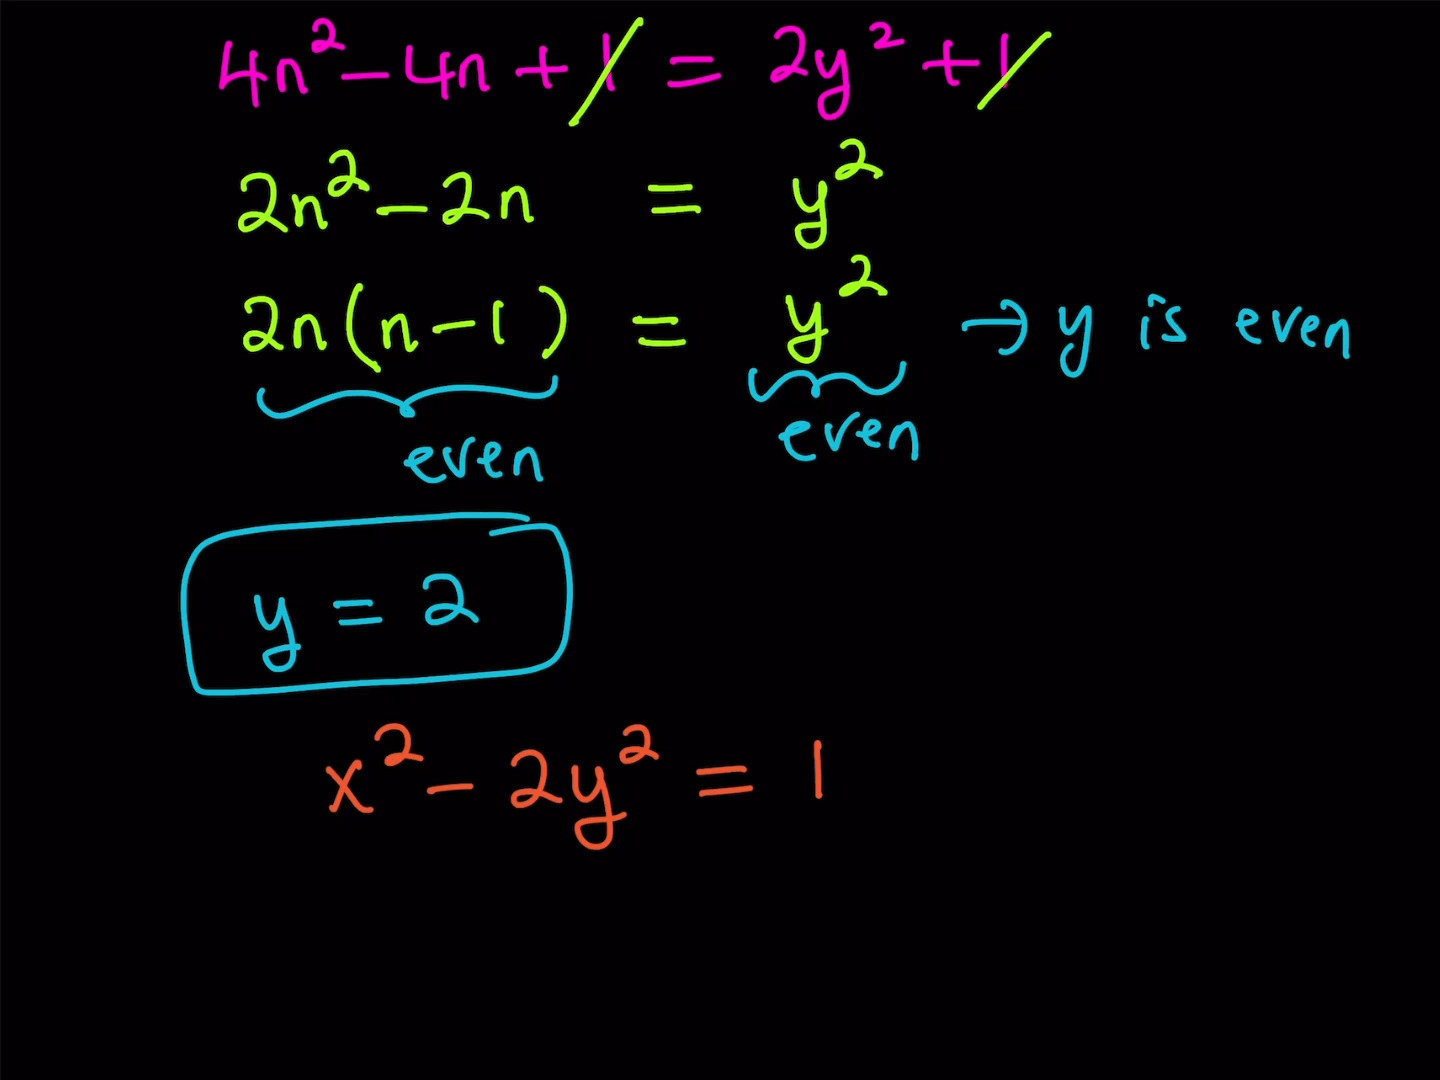 4n² - 4n + 1 = 2y² + 1
2n² - 2n = y²
2n(n-1) = y² → y is even
even even
y = 2
x² - 2y² = 1